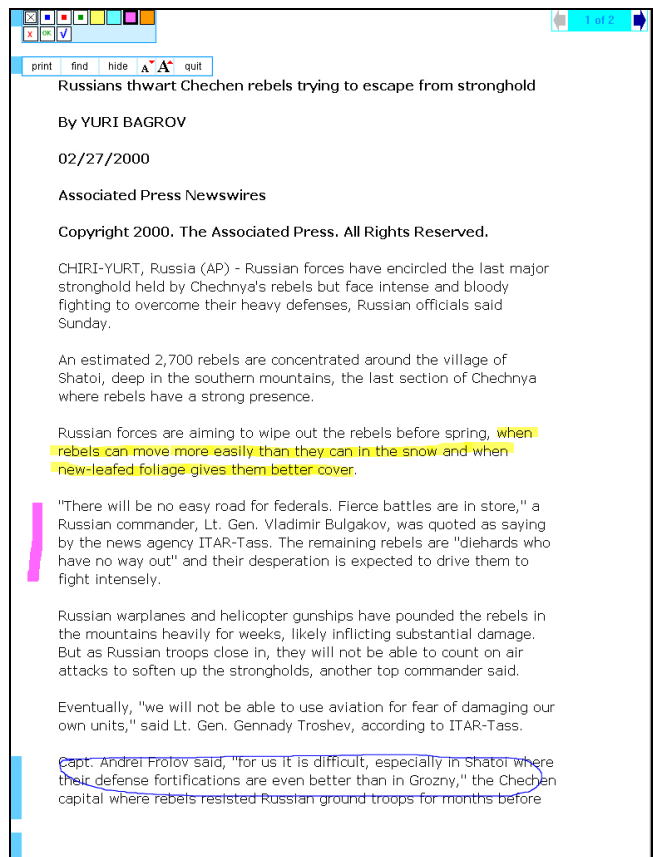 1 of 2
x OK √
print find hide A A quit
Russians thwart Chechen rebels trying to escape from stronghold
By YURI BAGROV
02/27/2000
Associated Press Newswires
Copyright 2000. The Associated Press. All Rights Reserved.
CHIRI-YURT, Russia (AP) - Russian forces have encircled the last major
stronghold held by Chechnya's rebels but face intense and bloody
fighting to overcome their heavy defenses, Russian officials said
Sunday.
An estimated 2,700 rebels are concentrated around the village of
Shatoi, deep in the southern mountains, the last section of Chechnya
where rebels have a strong presence.
Russian forces are aiming to wipe out the rebels before spring, when
rebels can move more easily than they can in the snow and when
new-leafed foliage gives them better cover.
"There will be no easy road for federals. Fierce battles are in store," a
Russian commander, Lt. Gen. Vladimir Bulgakov, was quoted as saying
by the news agency ITAR-Tass. The remaining rebels are "diehards who
have no way out" and their desperation is expected to drive them to
fight intensely.
Russian warplanes and helicopter gunships have pounded the rebels in
the mountains heavily for weeks, likely inflicting substantial damage.
But as Russian troops close in, they will not be able to count on air
attacks to soften up the strongholds, another top commander said.
Eventually, "we will not be able to use aviation for fear of damaging our
own units," said Lt. Gen. Gennady Troshev, according to ITAR-Tass.
Capt. Andrei Frolov said, "for us it is difficult, especially in Shatoi where
their defense fortifications are even better than in Grozny," the Chechen
capital where rebels resisted Russian ground troops for months before